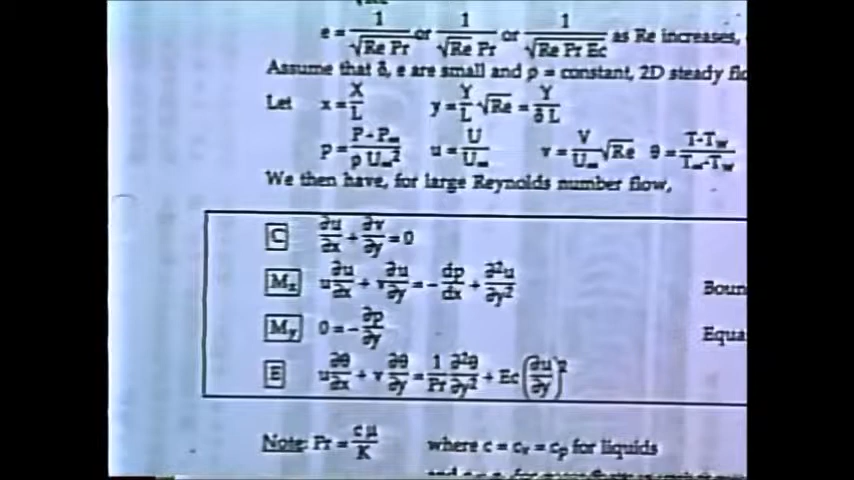 e = 1/√Re Pr or 1/√Re Pr or 1/√Re Pr Ec as Re increases,
Assume that δ, e are small and ρ = constant, 2D steady
Let x = X/L y = Y/L √Re = Y/δ L
p = P - P∞/ρ U∞² u = U/U∞ v = V/U∞ √Re θ = T-Tw/T∞-Tw
We then have, for large Reynolds number flow,
C ∂u/∂x + ∂v/∂y = 0
Mx u ∂u/∂x + v ∂u/∂y = - dp/dx + ∂²u/∂y²
My 0 = - ∂p/∂y
E u ∂θ/∂x + v ∂θ/∂y = 1/Pr ∂²θ/∂y² + Ec (∂u/∂y)²
Boun
Equa
Note: Pr = c μ/K where c = cv = cp for liquids